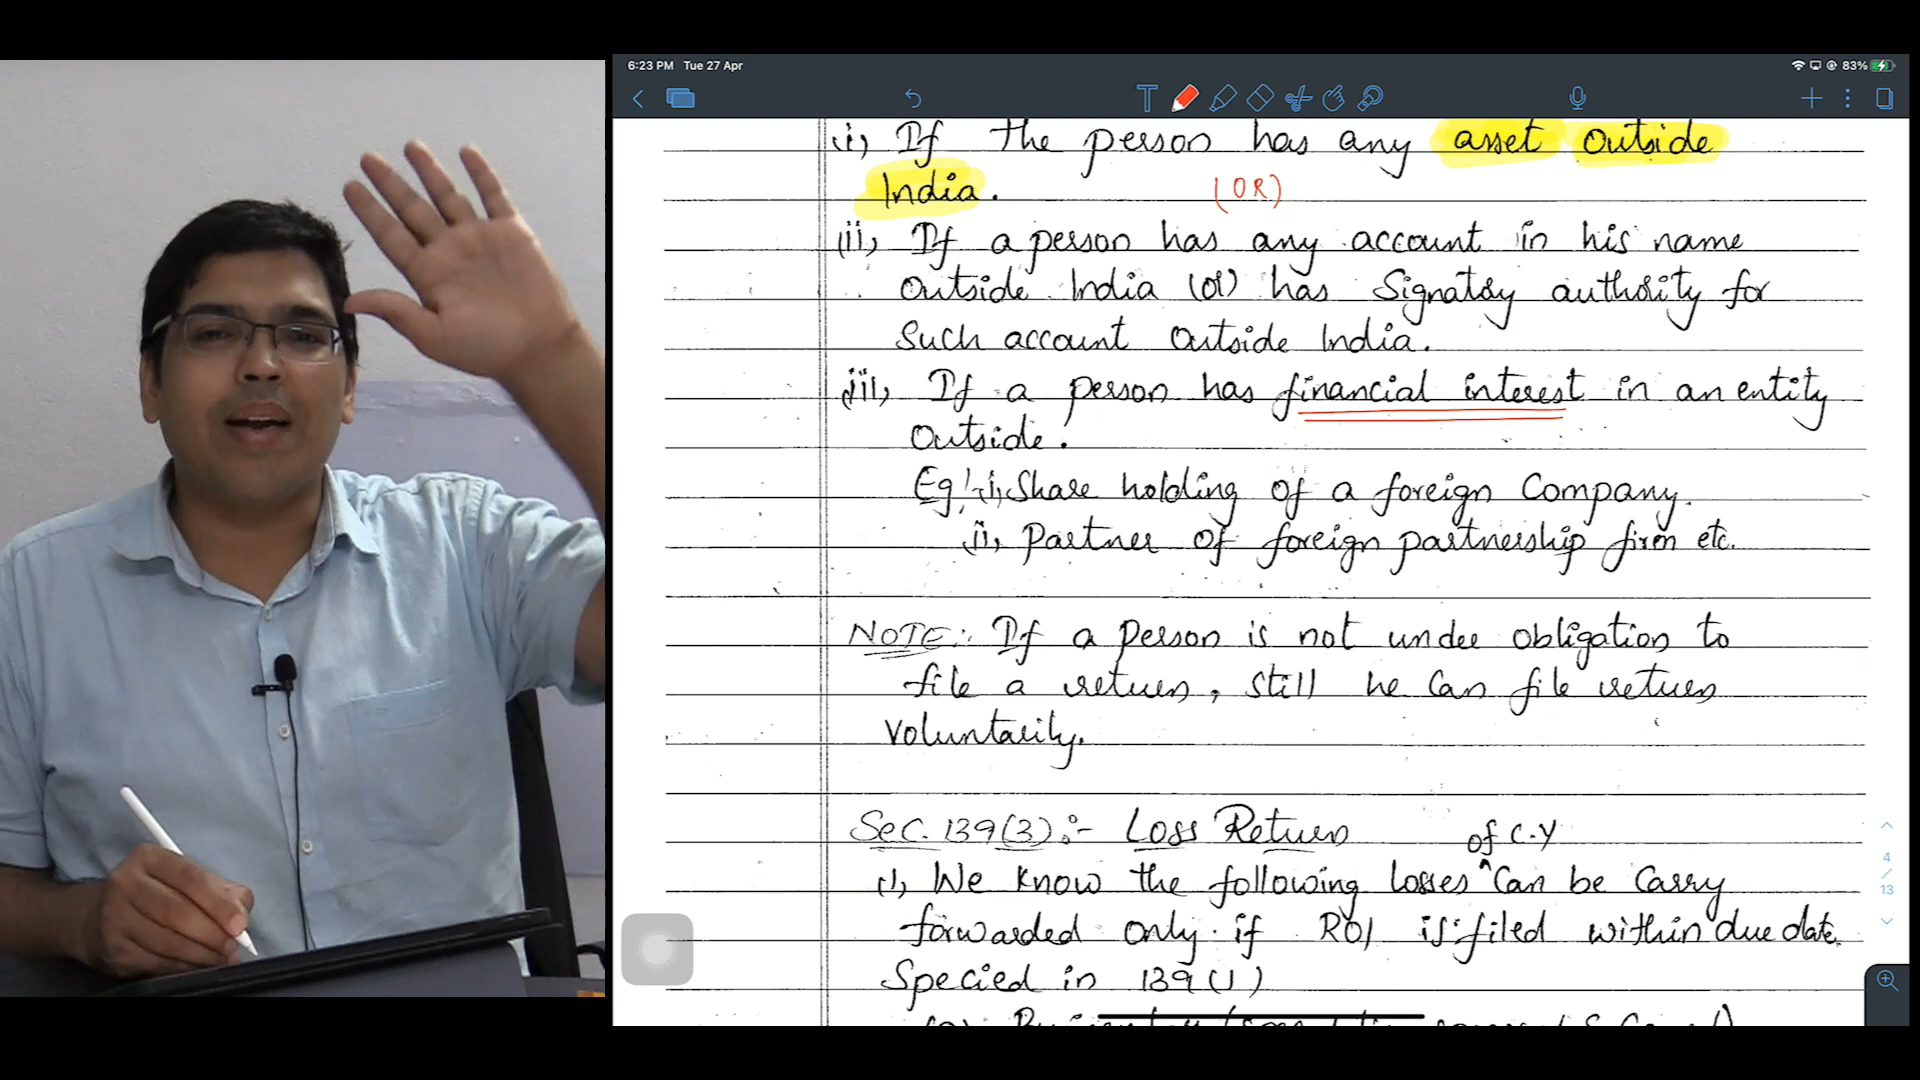 6:23 PM Tue 27 Apr
83%
(i) If the person has any asset outside
India. (OR)
(ii) If a person has any account in his name
outside India (or) has Signatory authority for
Such account outside India.
(iii) If a person has financial interest in an entity
outside.
Eg:- (i) Share holding of a foreign Company.
(ii) Partner of foreign partnership firm etc.
NOTE:- If a person is not under obligation to
file a return, still he can file return
voluntarily.
Sec. 139(3):- Loss Return
of C.Y
(i) We know the following losses ^ can be carry
forwarded only if ROI is filed within due date
Specied in 139(1)
4
/
13